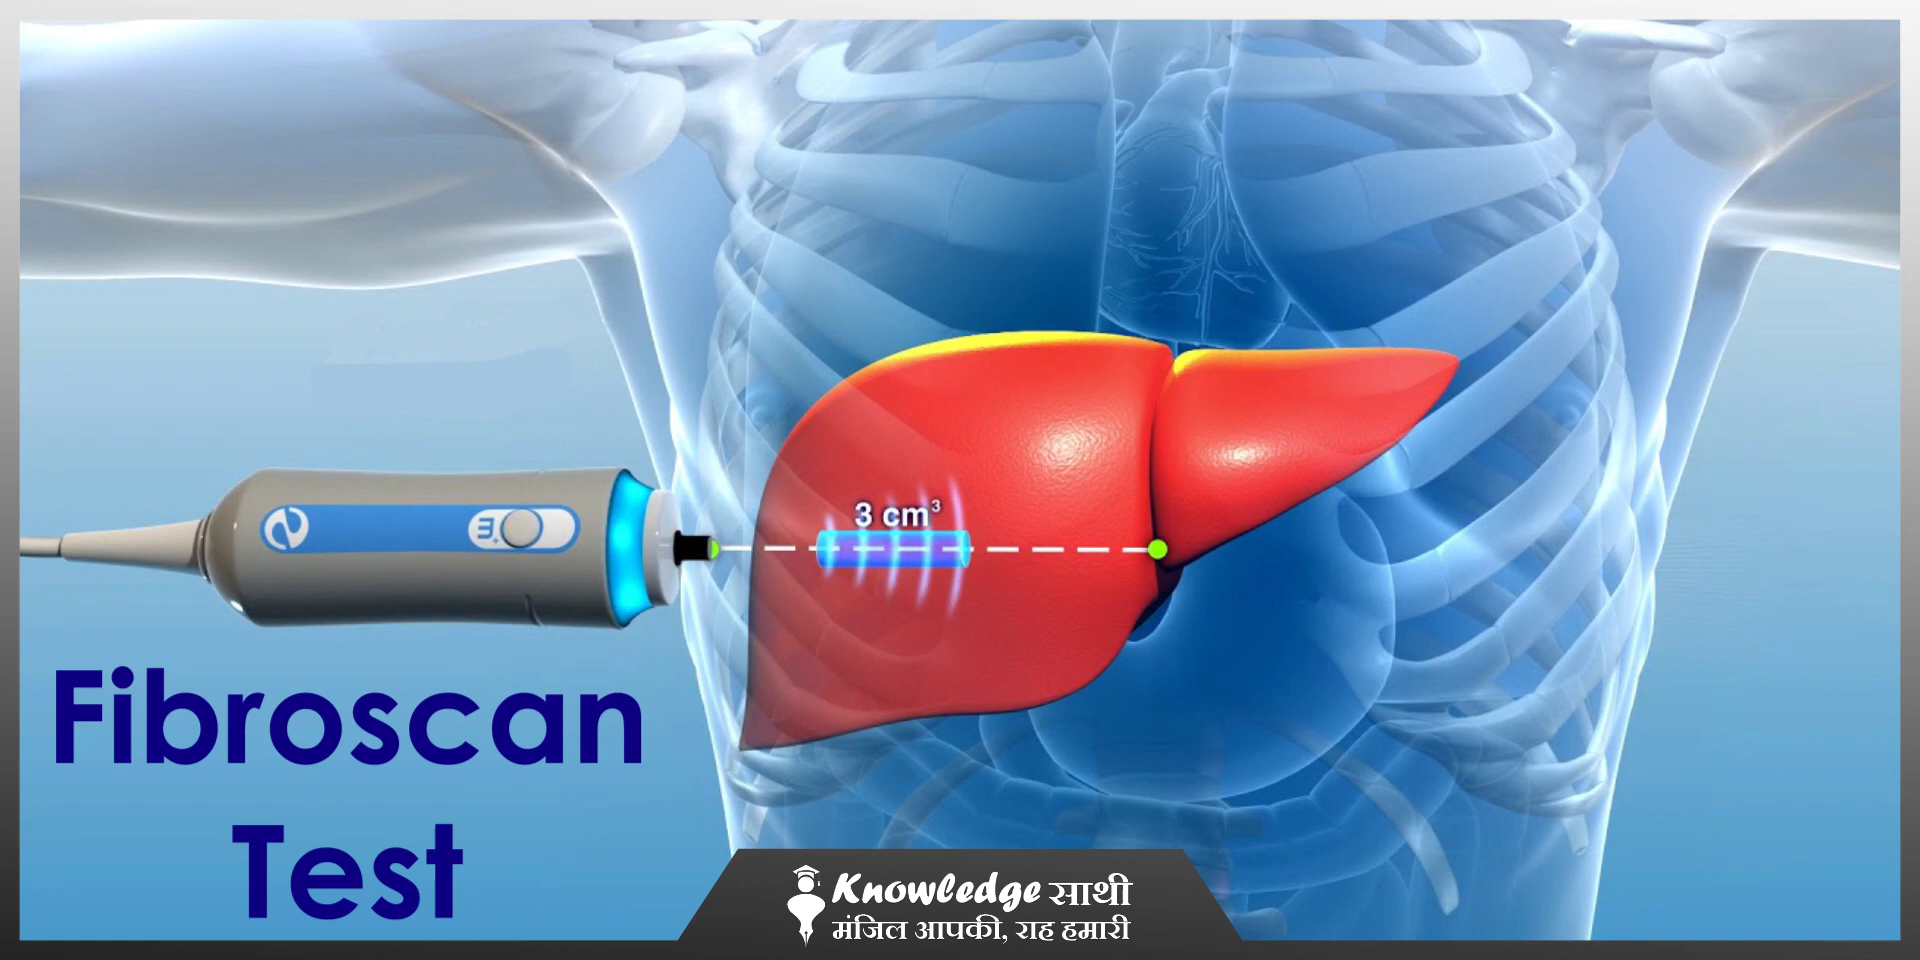 3 cm³
M+
Fibroscan
Test
Knowledge साथी
मंजिल आपकी, राह हमारी